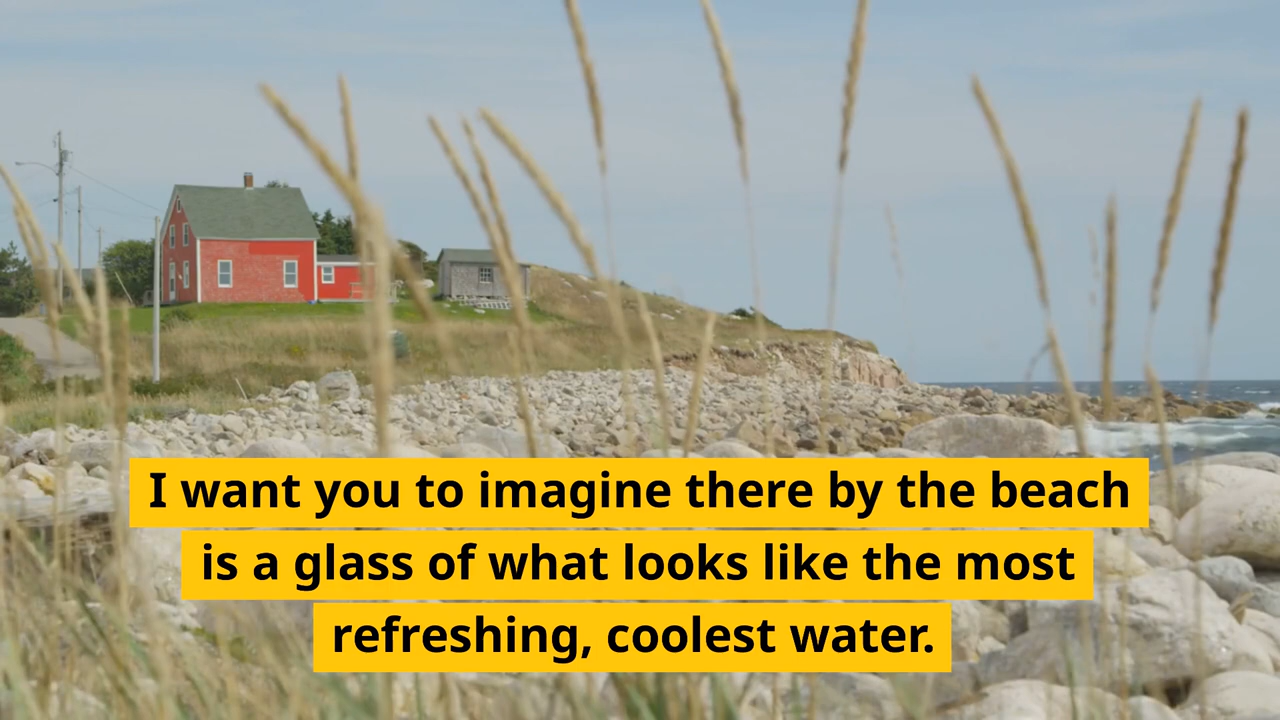 I want you to imagine there by the beach
is a glass of what looks like the most
refreshing, coolest water.